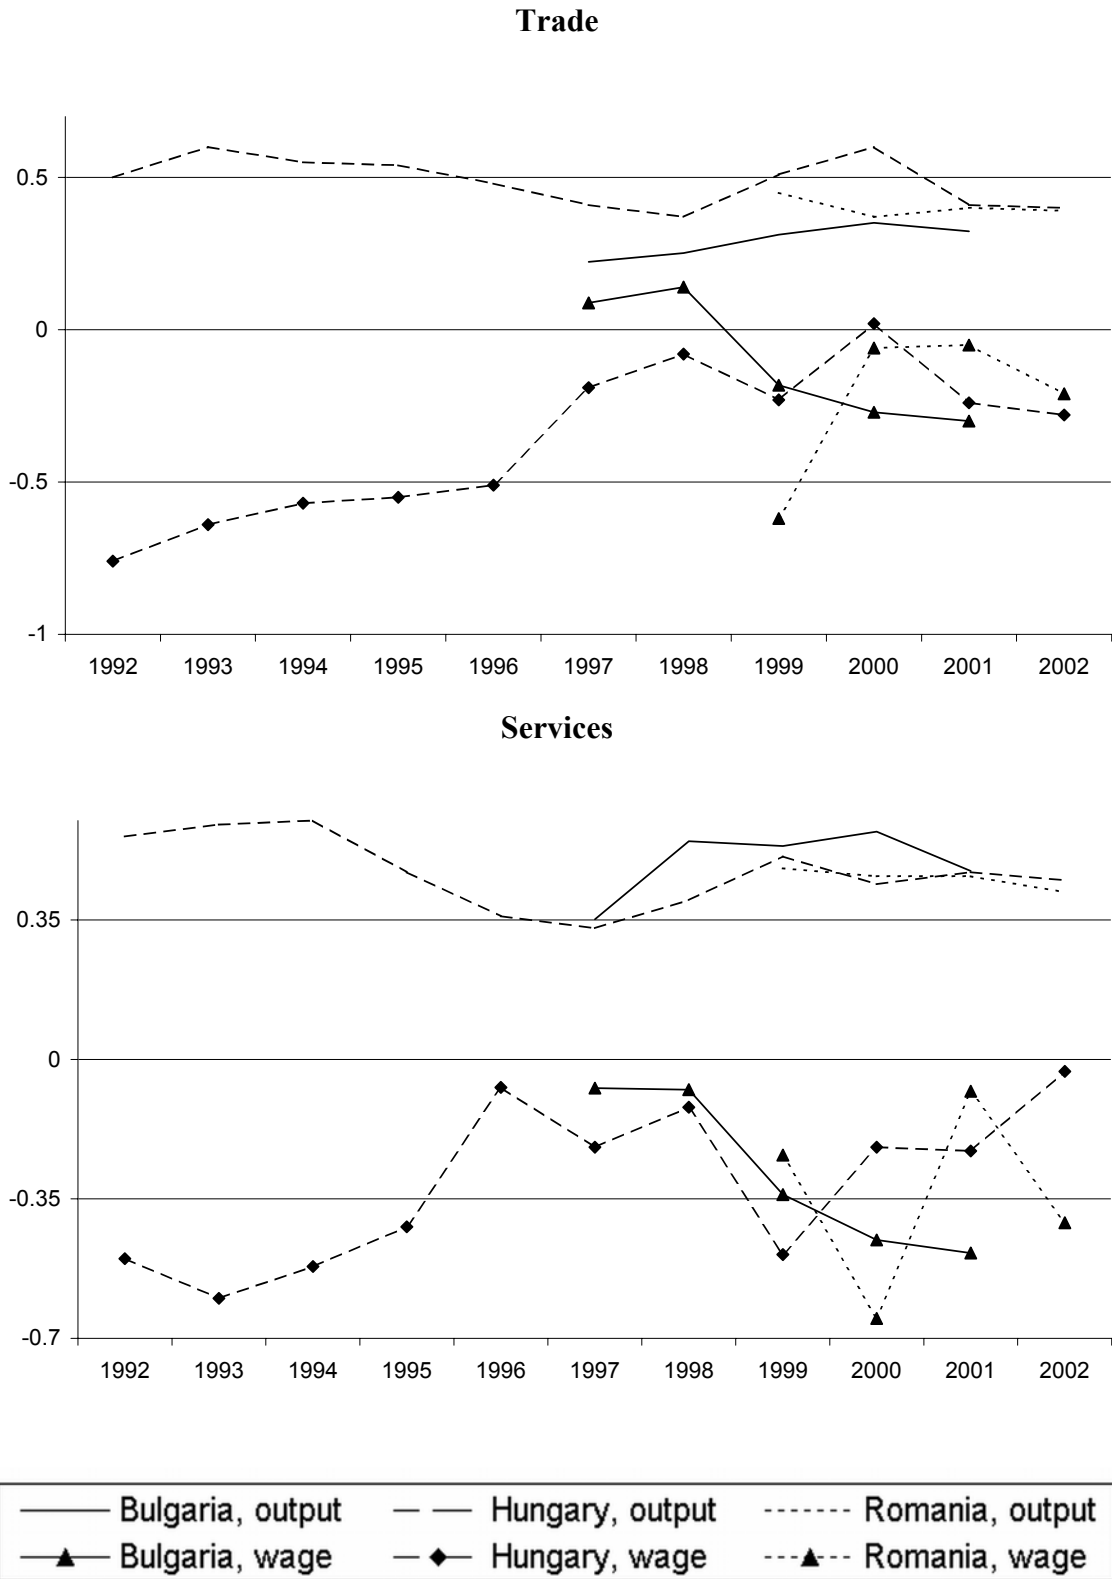 Trade
0.5
0
-0.5
-1
1992 1993 1994 1995 1996 1997 1998 1999 2000 2001 2002
Services
0.35
0
-0.35
-0.7
1992 1993 1994 1995 1996 1997 1998 1999 2000 2001 2002
Bulgaria, output Hungary, output Romania, output
Bulgaria, wage Hungary, wage Romania, wage